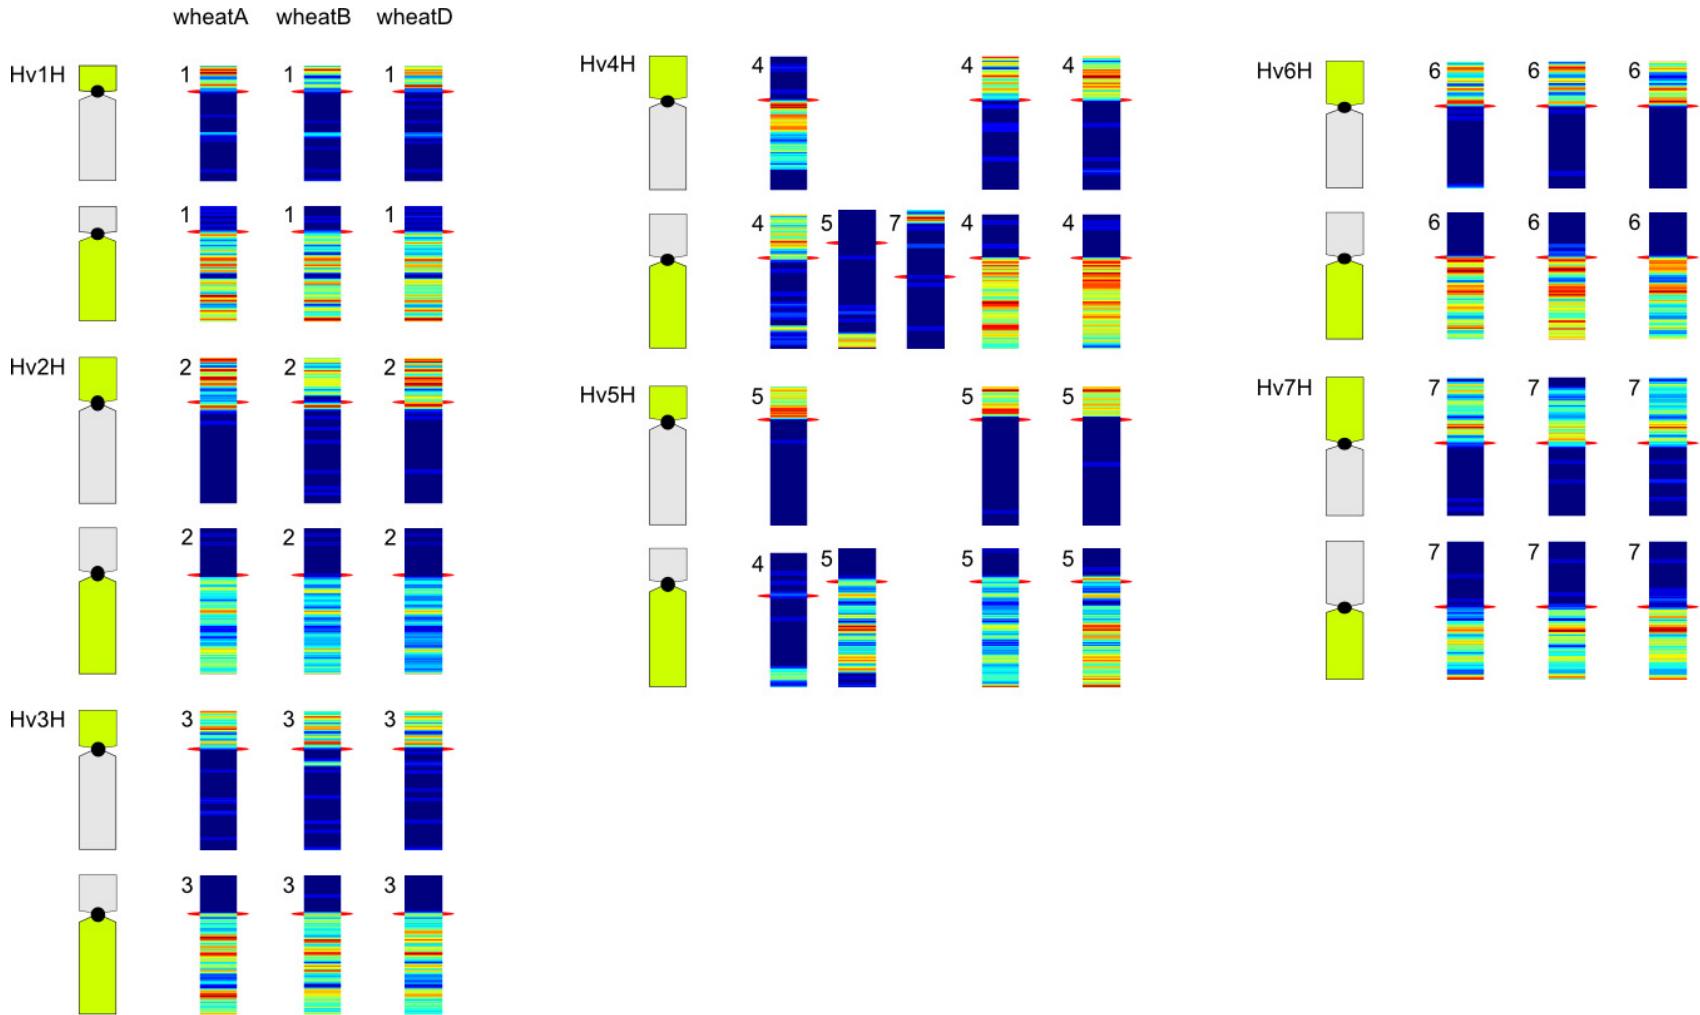 wheatA wheatB wheatD
Hv1H 1 1 1
1 1 1
Hv2H 2 2 2
2 2 2
Hv3H 3 3 3
3 3 3
Hv4H 4 4 4
4 5 7 4 4
Hv5H 5 5 5
4 5 5 5
Hv6H 6 6 6
6 6 6
Hv7H 7 7 7
7 7 7